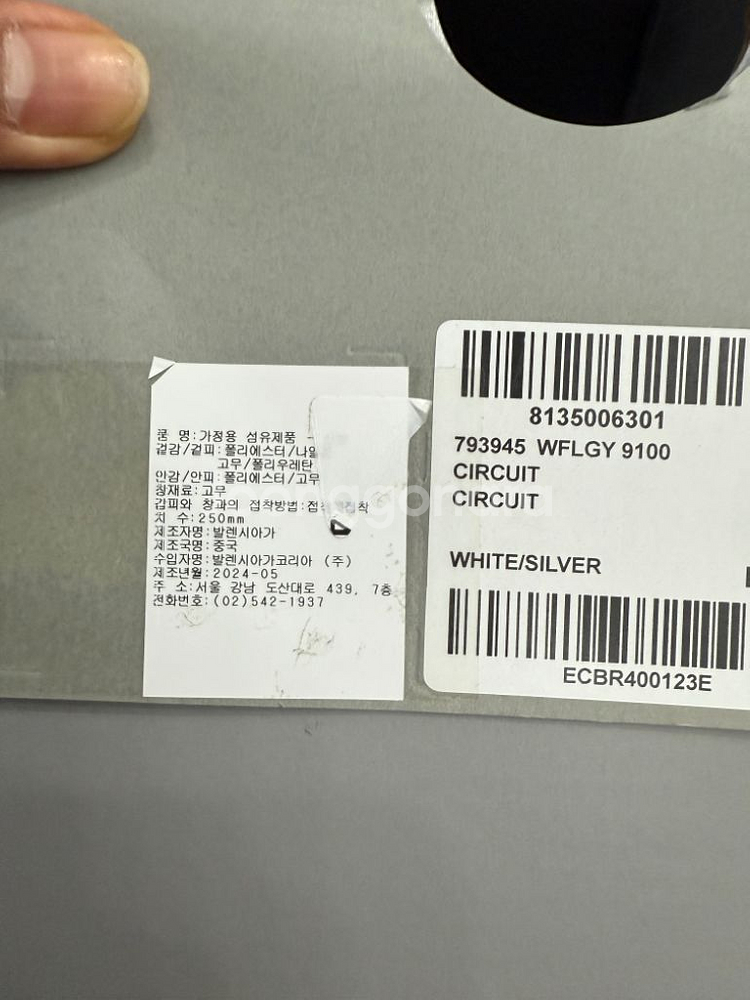 품 명:가정용 섬유제품 -
겉감/겉피:폴리에스터/나일
고무/폴리우레탄
안감/안피:폴리에스터/고무
창재료:고무
갑피와 창과의 접착방법:접착접착
치 수:250mm
제조자명:발렌시아가
제조국명:중국
수입자명:발렌시아가코리아 (주)
제조년월:2024-05
주 소:서울 강남 도산대로 439, 7층
전화번호:(02)542-1937
8135006301
793945 WFLGY 9100
CIRCUIT
CIRCUIT
WHITE/SILVER
ECBR400123E